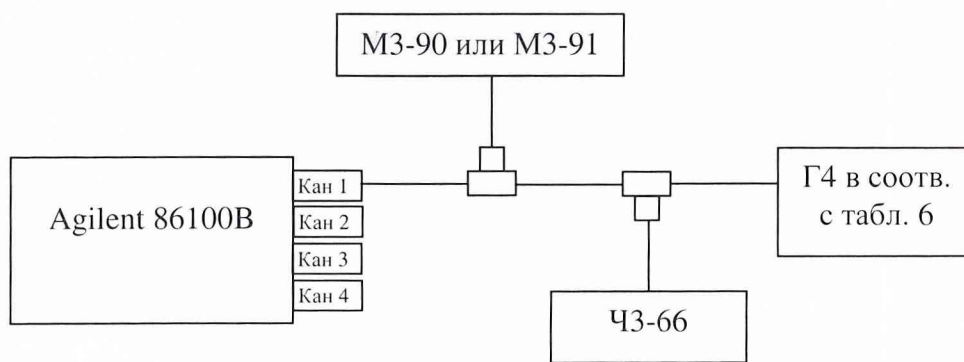 М3-90 или М3-91
Agilent 86100В
Кан 1
Кан 2
Кан 3
Кан 4
Г4 в соотв.
с табл. 6
Ч3-66